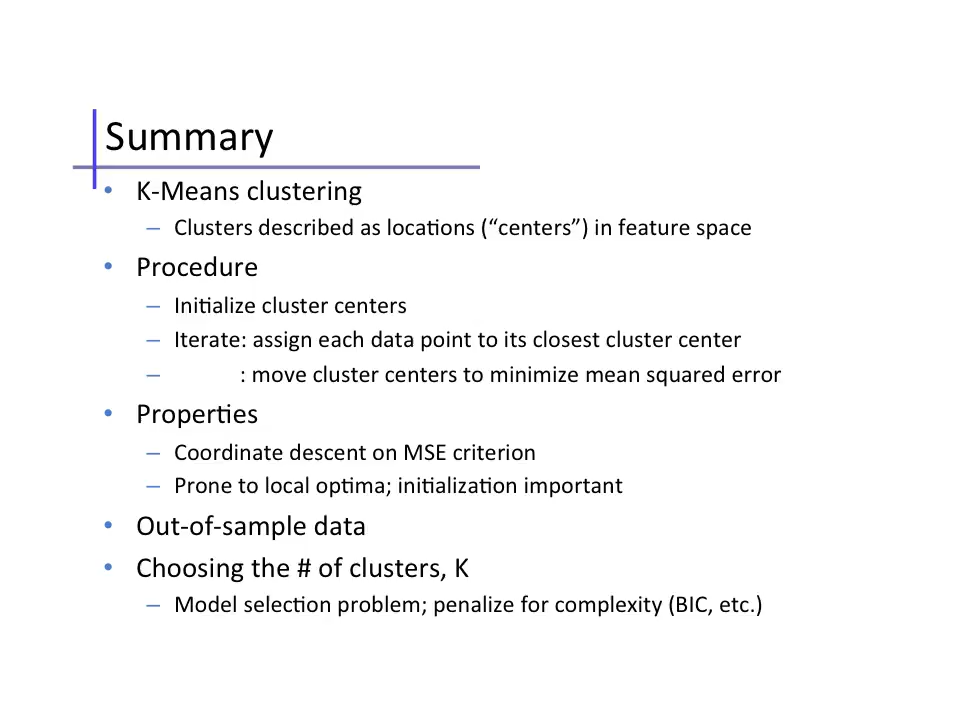 Summary
• K-Means clustering
– Clusters described as locations (“centers”) in feature space
• Procedure
– Initialize cluster centers
– Iterate: assign each data point to its closest cluster center
– : move cluster centers to minimize mean squared error
• Properties
– Coordinate descent on MSE criterion
– Prone to local optima; initialization important
• Out-of-sample data
• Choosing the # of clusters, K
– Model selection problem; penalize for complexity (BIC, etc.)